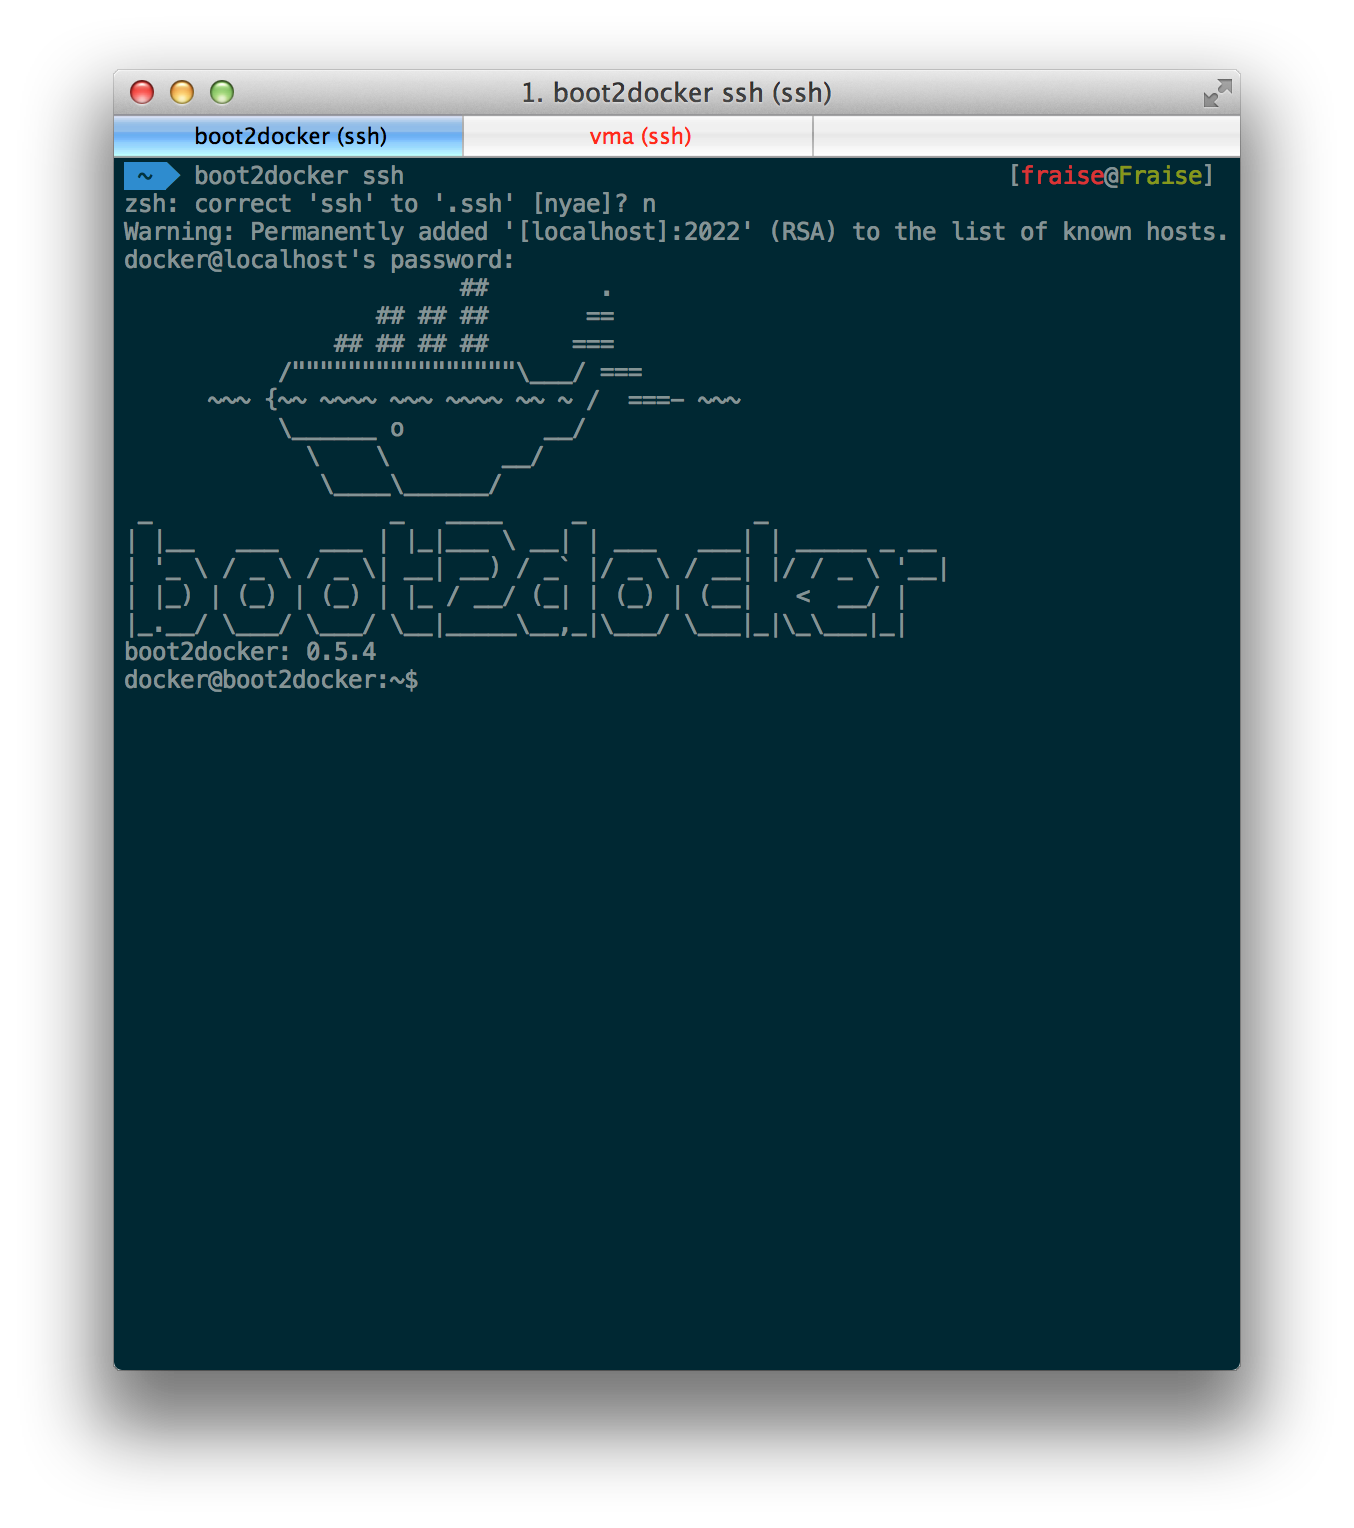 1. boot2docker ssh (ssh)
boot2docker (ssh) vma (ssh)
~ boot2docker ssh [fraise@Fraise]
zsh: correct 'ssh' to '.ssh' [nyae]? n
Warning: Permanently added '[localhost]:2022' (RSA) to the list of known hosts.
docker@localhost's password:
                        ##        .
                  ## ## ##       ==
               ## ## ## ##      ===
           /""""""""""""""""\___/ ===
      ~~~ {~~ ~~~~ ~~~ ~~~~ ~~ ~ /  ===- ~~~
           \______ o          __/
             \    \        __/
              \____\______/
 _                 _   ____     _            _
| |__   ___   ___ | |_|___ \ __| | ___   ___| | _____ _ __
| '_ \ / _ \ / _ \| __| __) / _` |/ _ \ / __| |/ / _ \ '__|
| |_) | (_) | (_) | |_ / __/ (_| | (_) | (__|   <  __/ |
|_.__/ \___/ \___/ \__|_____\__,_|\___/ \___|_|\_\___|_|
boot2docker: 0.5.4
docker@boot2docker:~$